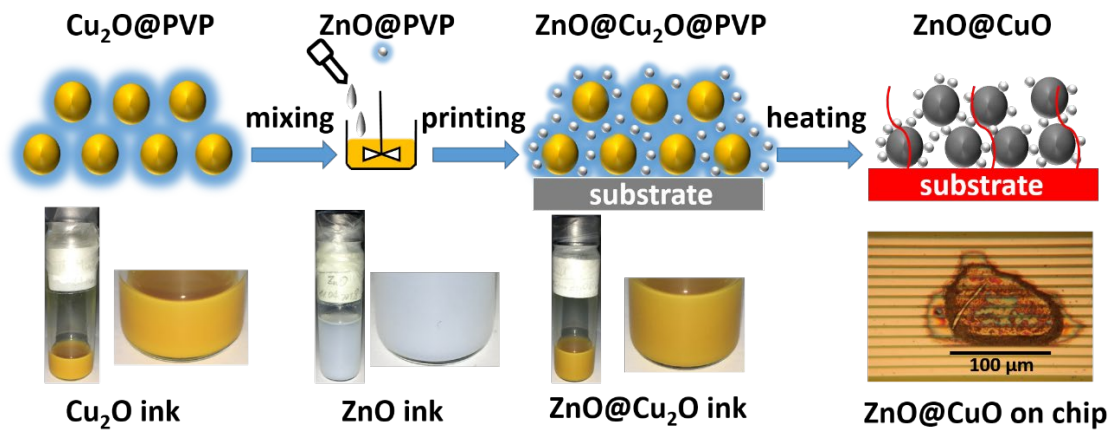 Cu₂O@PVP
ZnO@PVP
ZnO@Cu₂O@PVP
ZnO@CuO
mixing
printing
heating
substrate
substrate
ZnO
100 µm
Cu₂O ink
ZnO ink
ZnO@Cu₂O ink
ZnO@CuO on chip